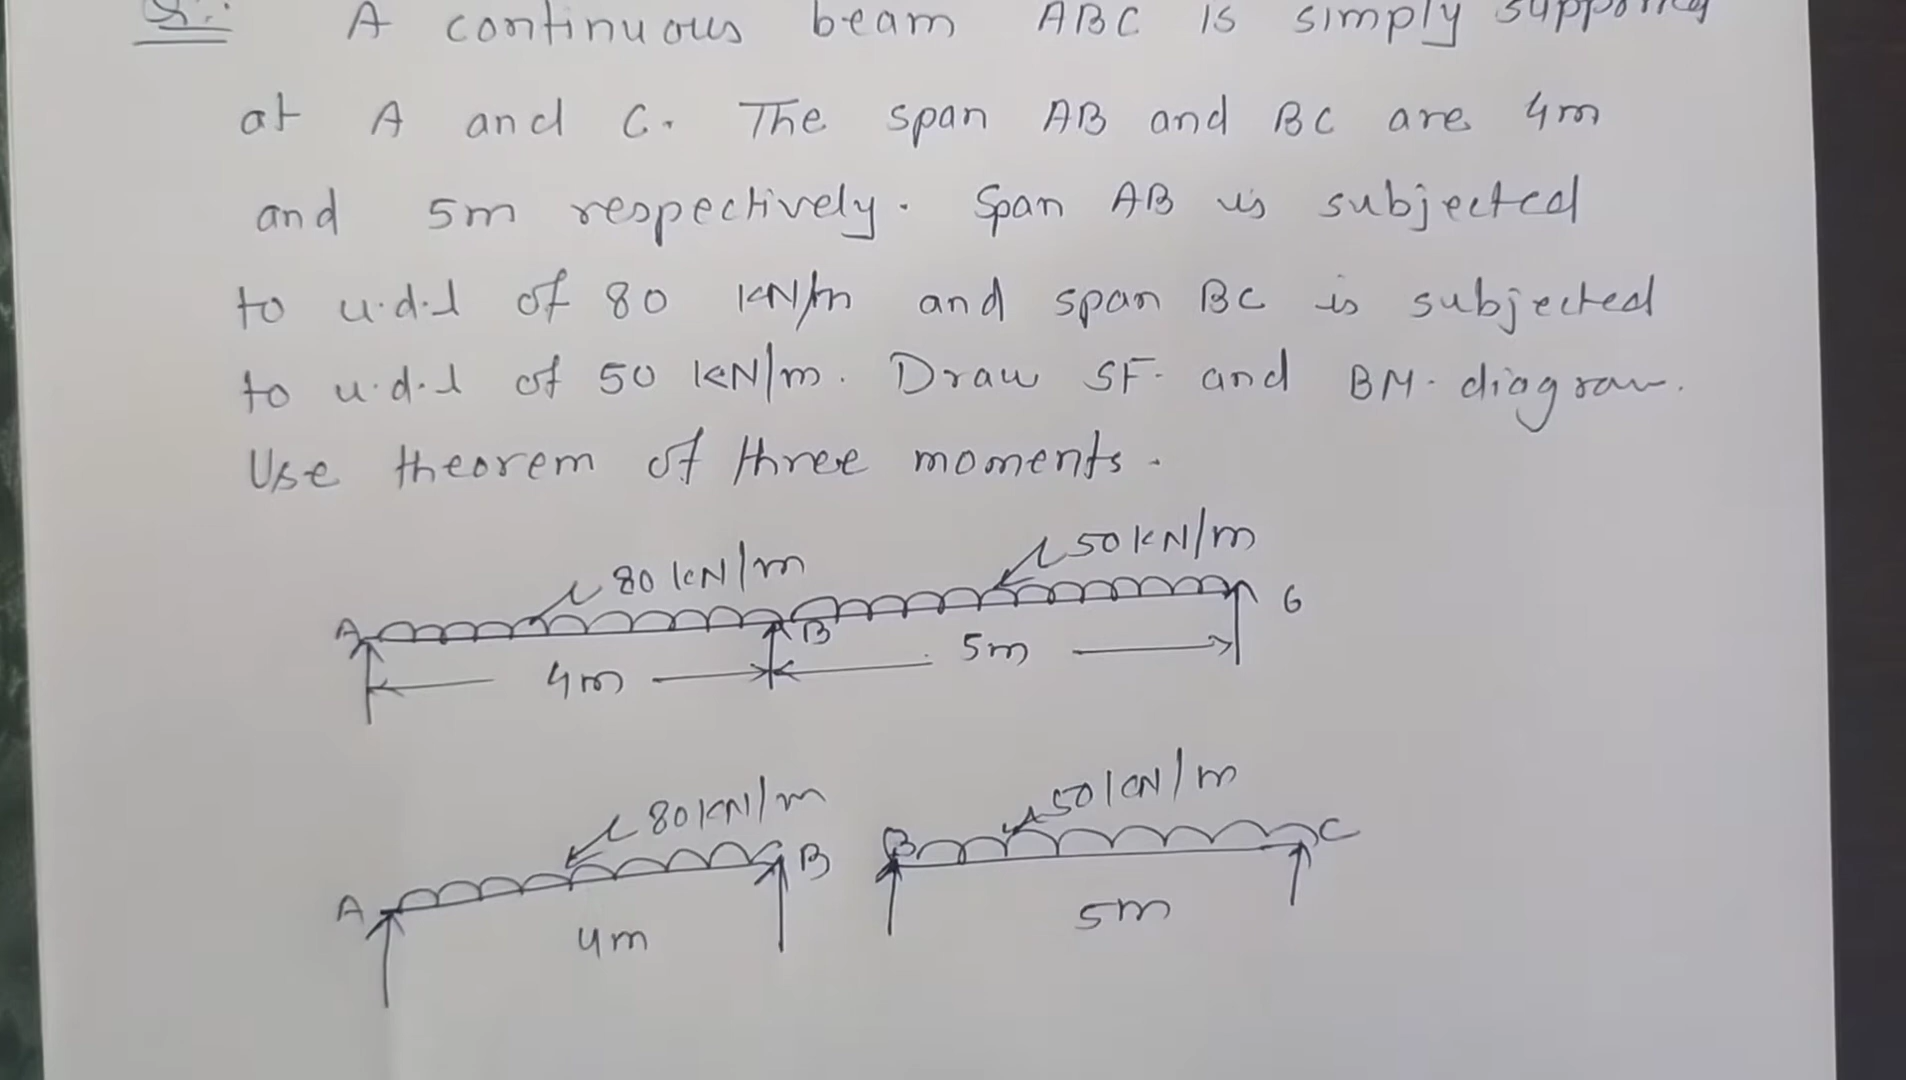 A continuous beam ABC is simply supported
at A and C. The span AB and BC are 4m
and 5m respectively. Span AB is subjected
to u.d.l of 80 KN/m and span BC is subjected
to u.d.l of 50 KN/m. Draw SF. and BM. diagram.
Use theorem of three moments.
80 KN/m 50 KN/m
A B C
4m 5m
80 KN/m 50 KN/m
A B B C
4m 5m